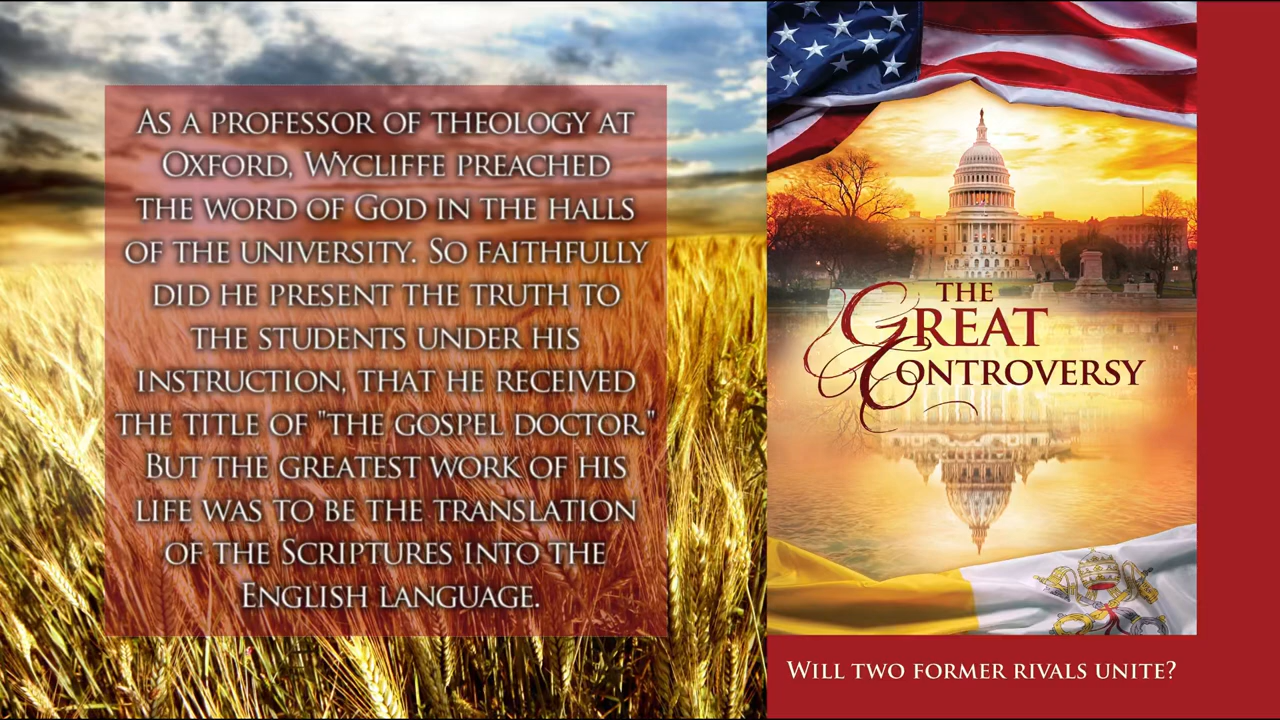 As a professor of theology at
Oxford, Wycliffe preached
the word of God in the halls
of the university. So faithfully
did he present the truth to
the students under his
instruction, that he received
the title of "the gospel doctor."
But the greatest work of his
life was to be the translation
of the Scriptures into the
English language.
The
Great
Controversy
Will two former rivals unite?